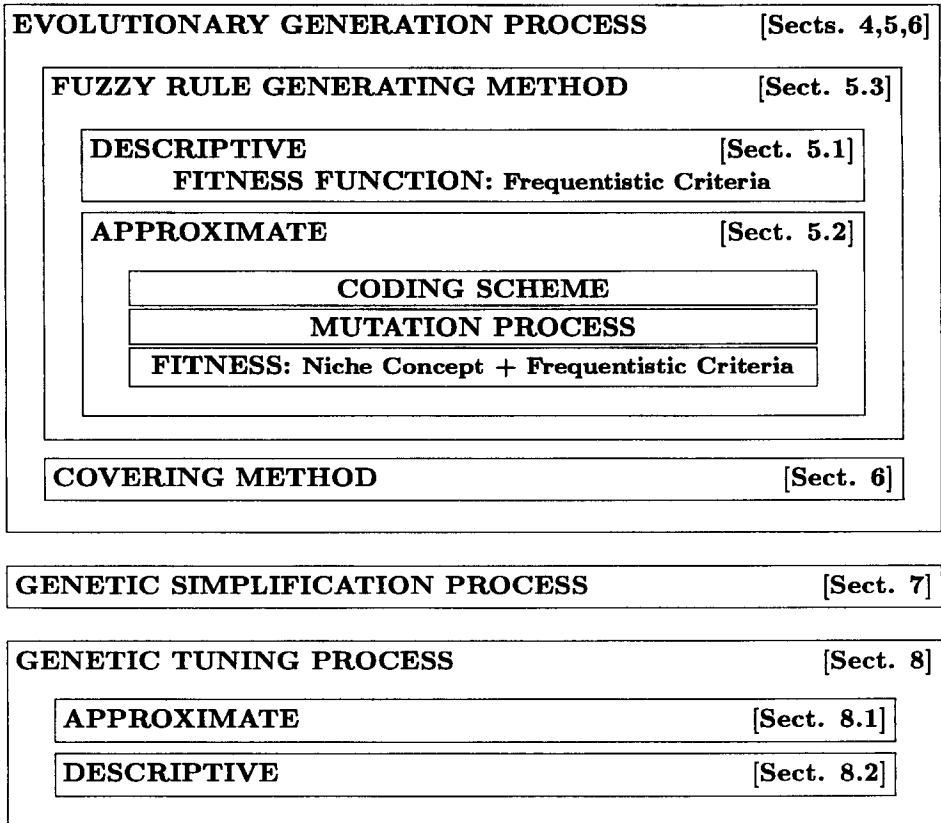 EVOLUTIONARY GENERATION PROCESS [Sects. 4,5,6]
FUZZY RULE GENERATING METHOD [Sect. 5.3]
DESCRIPTIVE [Sect. 5.1]
FITNESS FUNCTION: Frequentistic Criteria
APPROXIMATE [Sect. 5.2]
CODING SCHEME
MUTATION PROCESS
FITNESS: Niche Concept + Frequentistic Criteria
COVERING METHOD [Sect. 6]
GENETIC SIMPLIFICATION PROCESS [Sect. 7]
GENETIC TUNING PROCESS [Sect. 8]
APPROXIMATE [Sect. 8.1]
DESCRIPTIVE [Sect. 8.2]